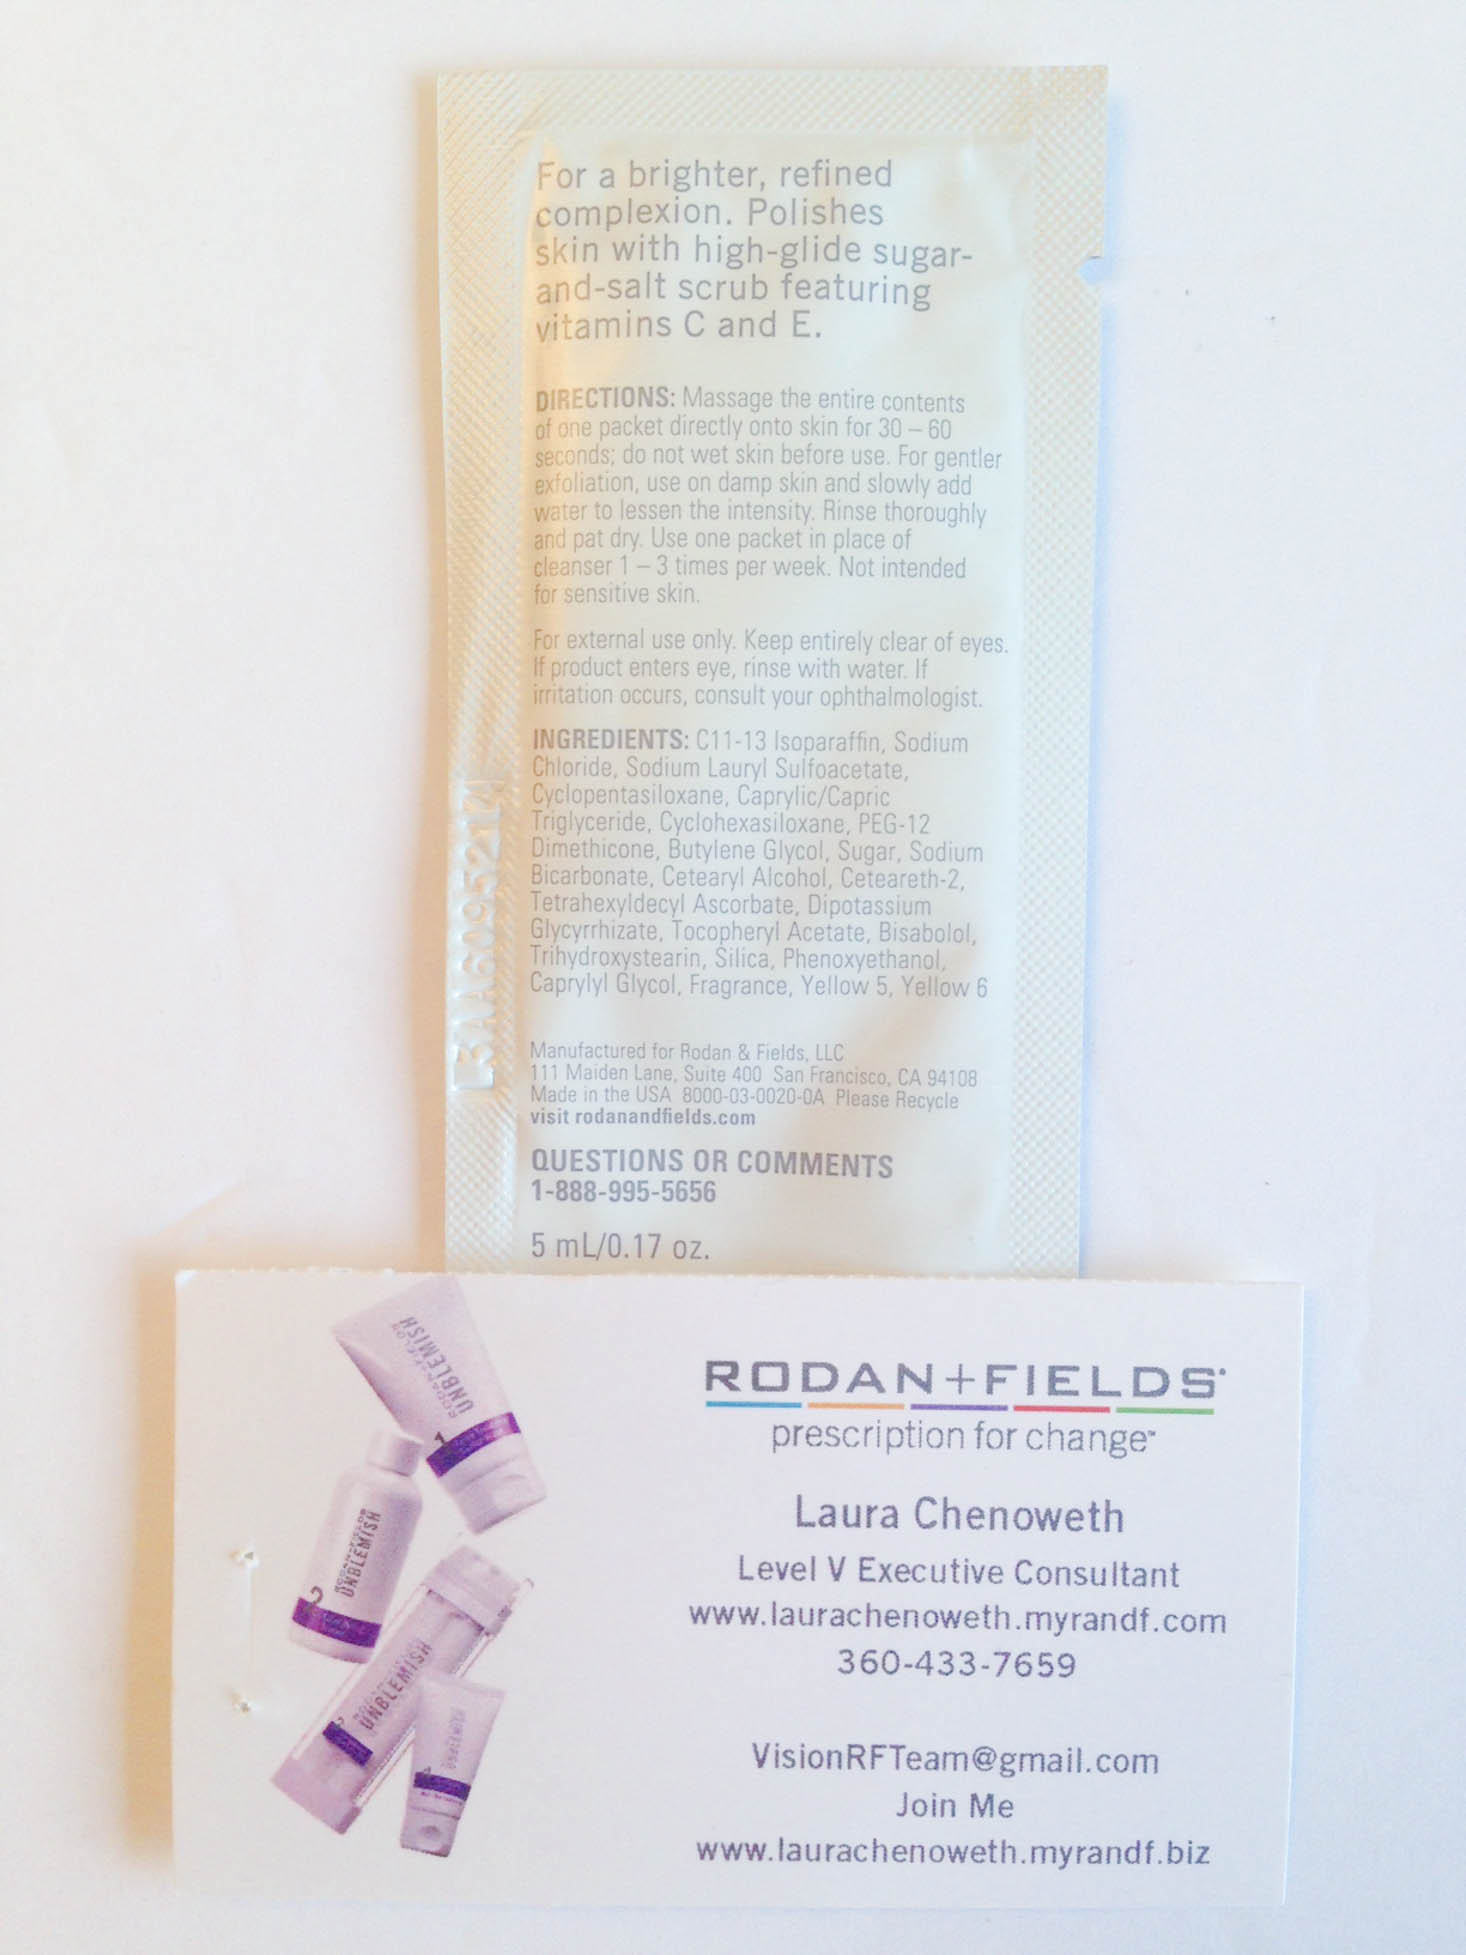 For a brighter, refined
complexion. Polishes
skin with high-glide sugar-
and-salt scrub featuring
vitamins C and E.
DIRECTIONS: Massage the entire contents
of one packet directly onto skin for 30 – 60
seconds; do not wet skin before use. For gentler
exfoliation, use on damp skin and slowly add
water to lessen the intensity. Rinse thoroughly
and pat dry. Use one packet in place of
cleanser 1 – 3 times per week. Not intended
for sensitive skin.
For external use only. Keep entirely clear of eyes.
If product enters eye, rinse with water. If
irritation occurs, consult your ophthalmologist.
INGREDIENTS: C11-13 Isoparaffin, Sodium
Chloride, Sodium Lauryl Sulfoacetate,
Cyclopentasiloxane, Caprylic/Capric
Triglyceride, Cyclohexasiloxane, PEG-12
Dimethicone, Butylene Glycol, Sugar, Sodium
Bicarbonate, Cetearyl Alcohol, Ceteareth-2,
Tetrahexyldecyl Ascorbate, Dipotassium
Glycyrrhizate, Tocopheryl Acetate, Bisabolol,
Trihydroxystearin, Silica, Phenoxyethanol,
Caprylyl Glycol, Fragrance, Yellow 5, Yellow 6
Manufactured for Rodan & Fields, LLC
111 Maiden Lane, Suite 400 San Francisco, CA 94108
Made in the USA 8000-03-0020-0A Please Recycle
visit rodanandfields.com
QUESTIONS OR COMMENTS
1-888-995-5656
5 mL/0.17 oz.
RODAN+FIELDS
UNBLEMISH
1
RODAN+FIELDS
UNBLEMISH
2
UNBLEMISH
3
4
RODAN+FIELDS®
prescription for change™
Laura Chenoweth
Level V Executive Consultant
www.laurachenoweth.myrandf.com
360-433-7659
VisionRFTeam@gmail.com
Join Me
www.laurachenoweth.myrandf.biz